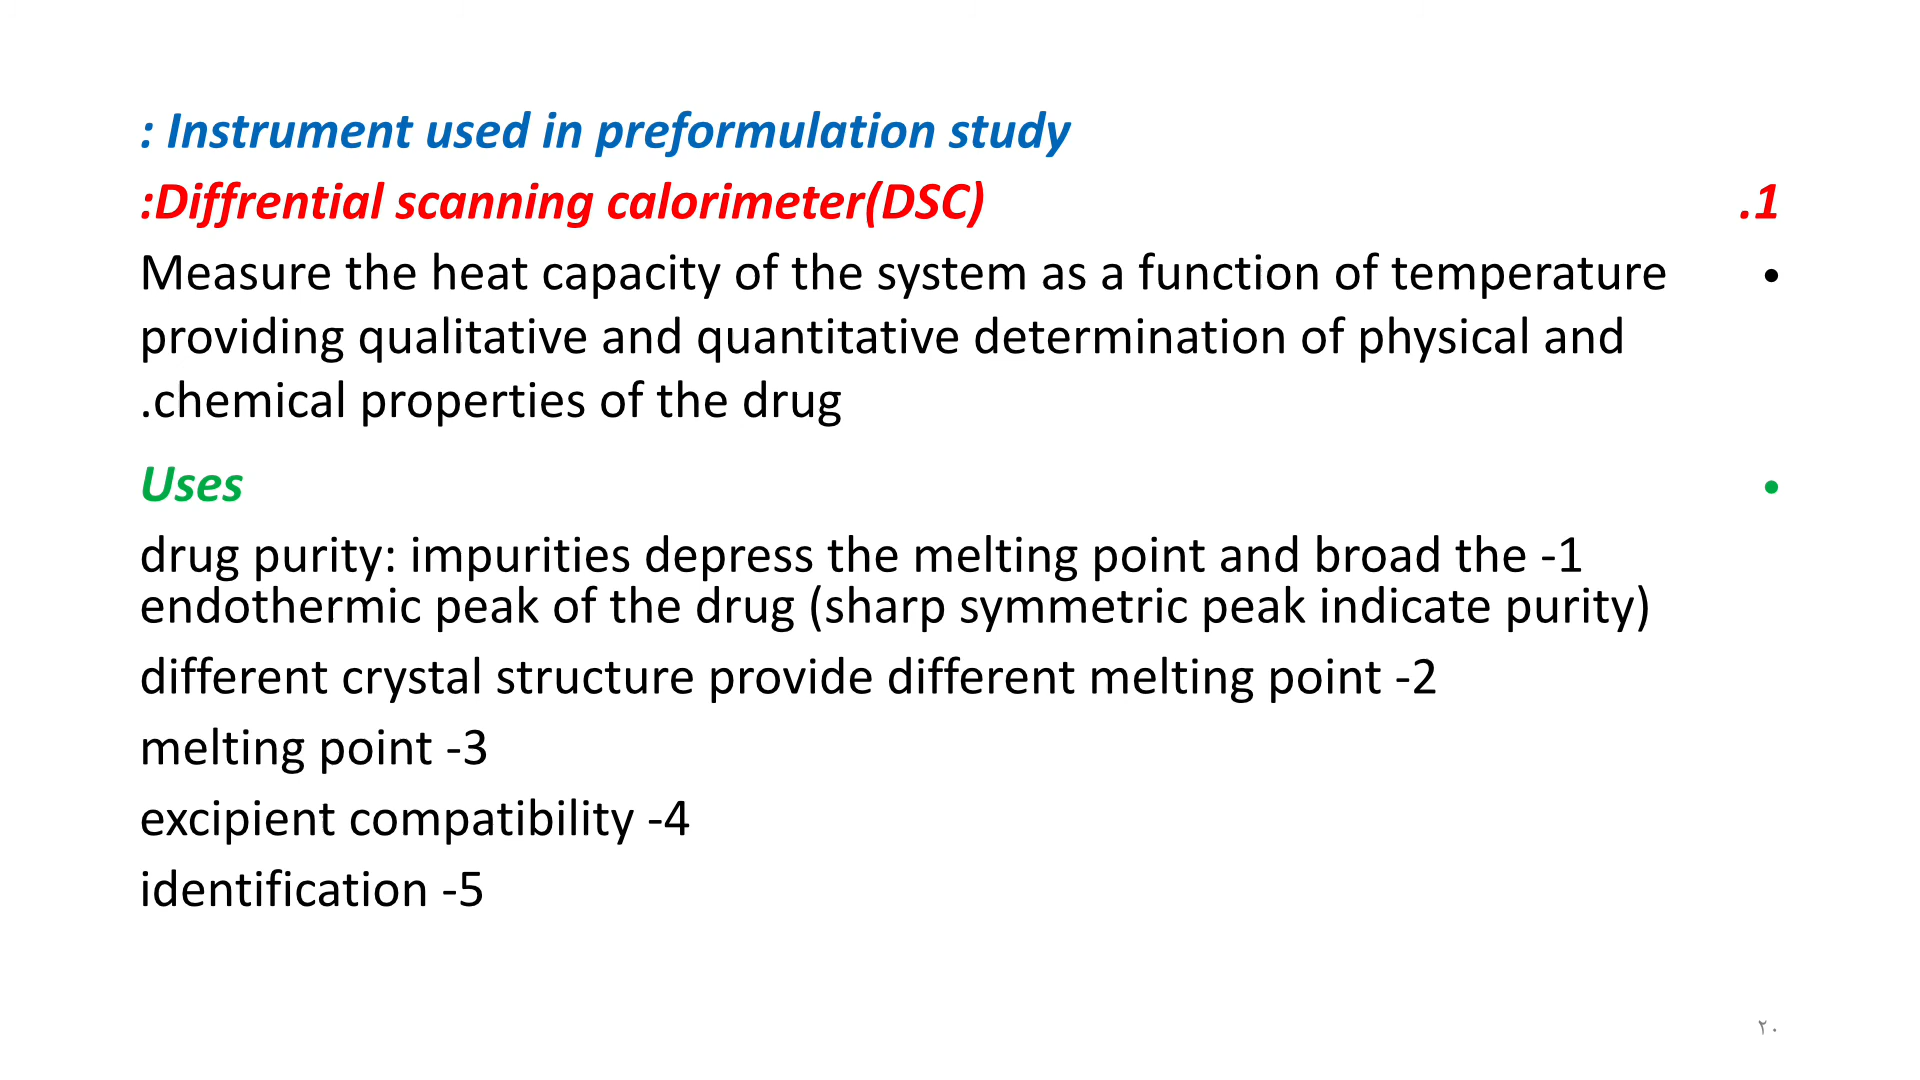 : Instrument used in preformulation study
:Diffrential scanning calorimeter(DSC) .1
Measure the heat capacity of the system as a function of temperature •
providing qualitative and quantitative determination of physical and
.chemical properties of the drug
Uses •
drug purity: impurities depress the melting point and broad the -1
endothermic peak of the drug (sharp symmetric peak indicate purity)
different crystal structure provide different melting point -2
melting point -3
excipient compatibility -4
identification -5
٢٠